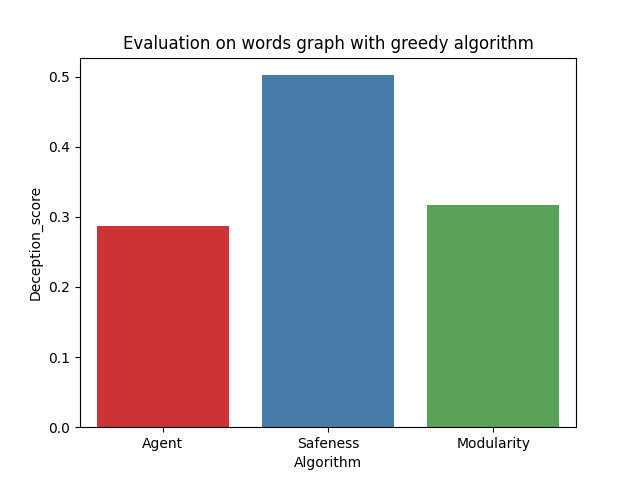 Evaluation on words graph with greedy algorithm
Deception_score
0.5
0.4
0.3
0.2
0.1
0.0
Agent Safeness Modularity
Algorithm